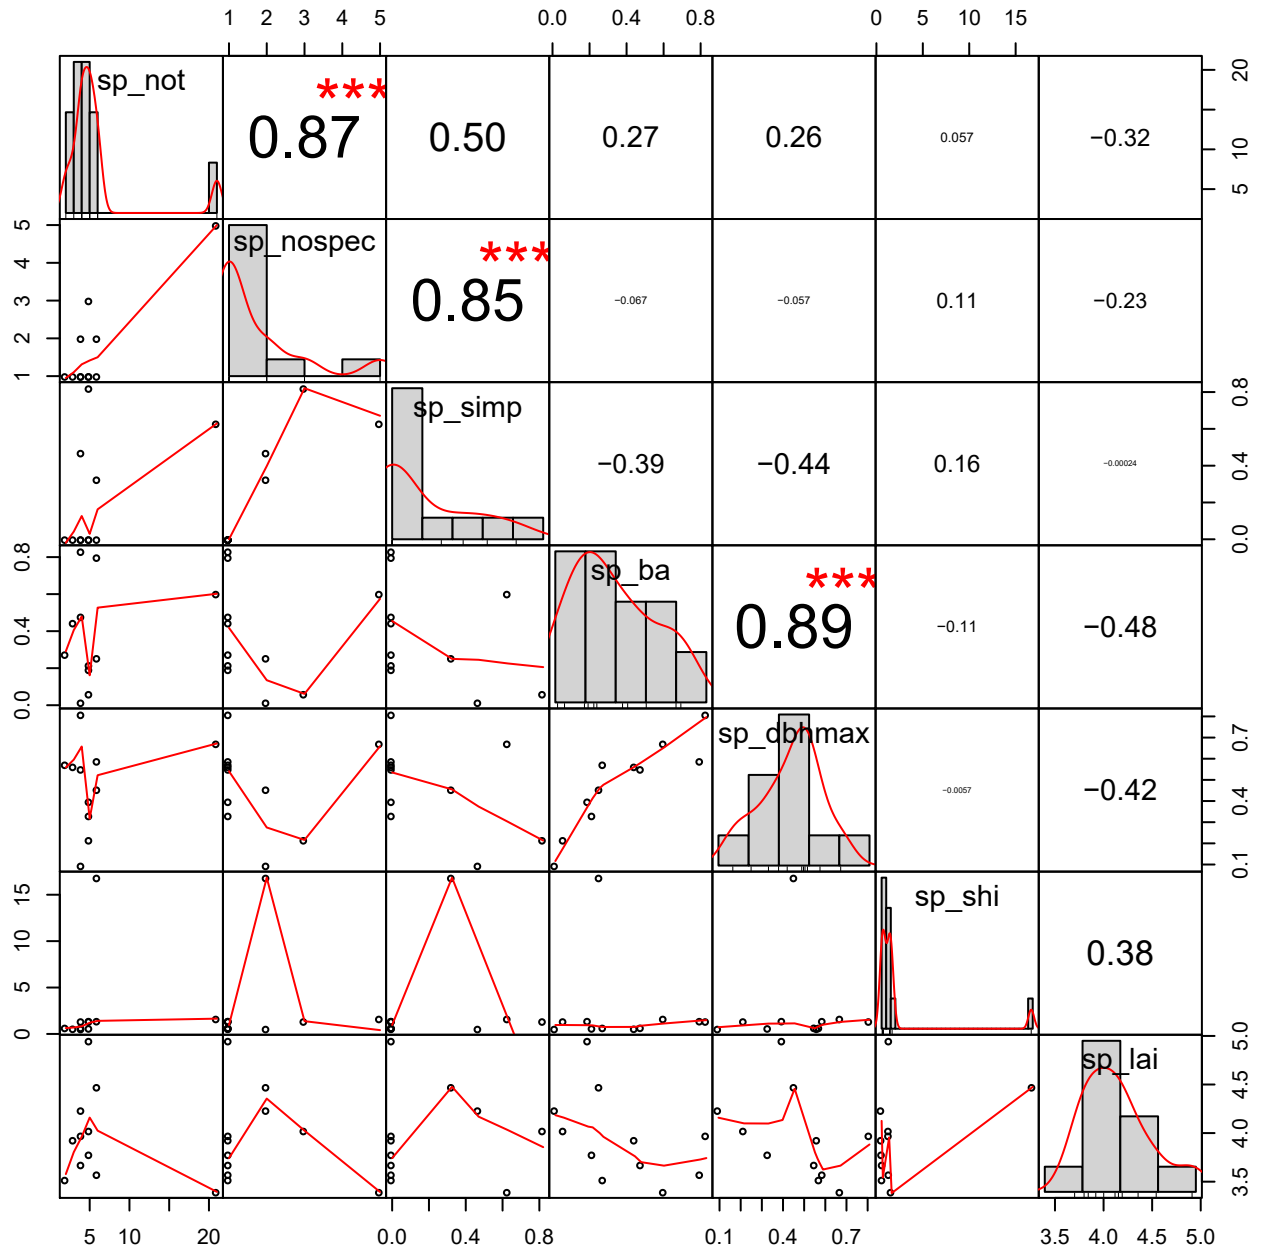 1 2 3 4 5 0.0 0.4 0.8 0 5 10 15
sp_not *** 0.87 0.50 0.27 0.26 0.057 −0.32 5 10 20
1 2 3 4 5 sp_nospec *** 0.85 −0.067 −0.057 0.11 −0.23
sp_simp −0.39 −0.44 0.16 −0.00024 0.0 0.4 0.8
0.0 0.4 0.8 sp_ba *** 0.89 −0.11 −0.48
sp_dbhmax −0.0057 −0.42 0.1 0.4 0.7
0 5 10 15 sp_shi 0.38
sp_lai 3.5 4.0 4.5 5.0
5 10 20 0.0 0.4 0.8 0.1 0.4 0.7 3.5 4.0 4.5 5.0